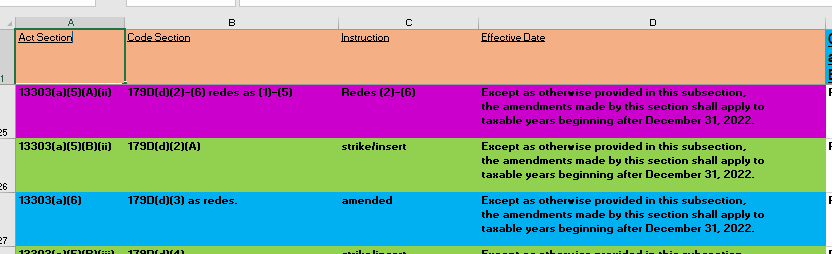 A B C D
Act Section Code Section Instruction Effective Date
1
13303(a)(5)(A)(ii) 179D(d)(2)-(6) redes as (1)-(5) Redes (2)-(6) Except as otherwise provided in this subsection,
the amendments made by this section shall apply to
25 taxable years beginning after December 31, 2022.
13303(a)(5)(B)(ii) 179D(d)(2)(A) strike/insert Except as otherwise provided in this subsection,
the amendments made by this section shall apply to
26 taxable years beginning after December 31, 2022.
13303(a)(6) 179D(d)(3) as redes. amended Except as otherwise provided in this subsection,
the amendments made by this section shall apply to
27 taxable years beginning after December 31, 2022.
13303(a)(5)(B)(iii) 179D(d)(4) strike/insert Except as otherwise provided in this subsection,